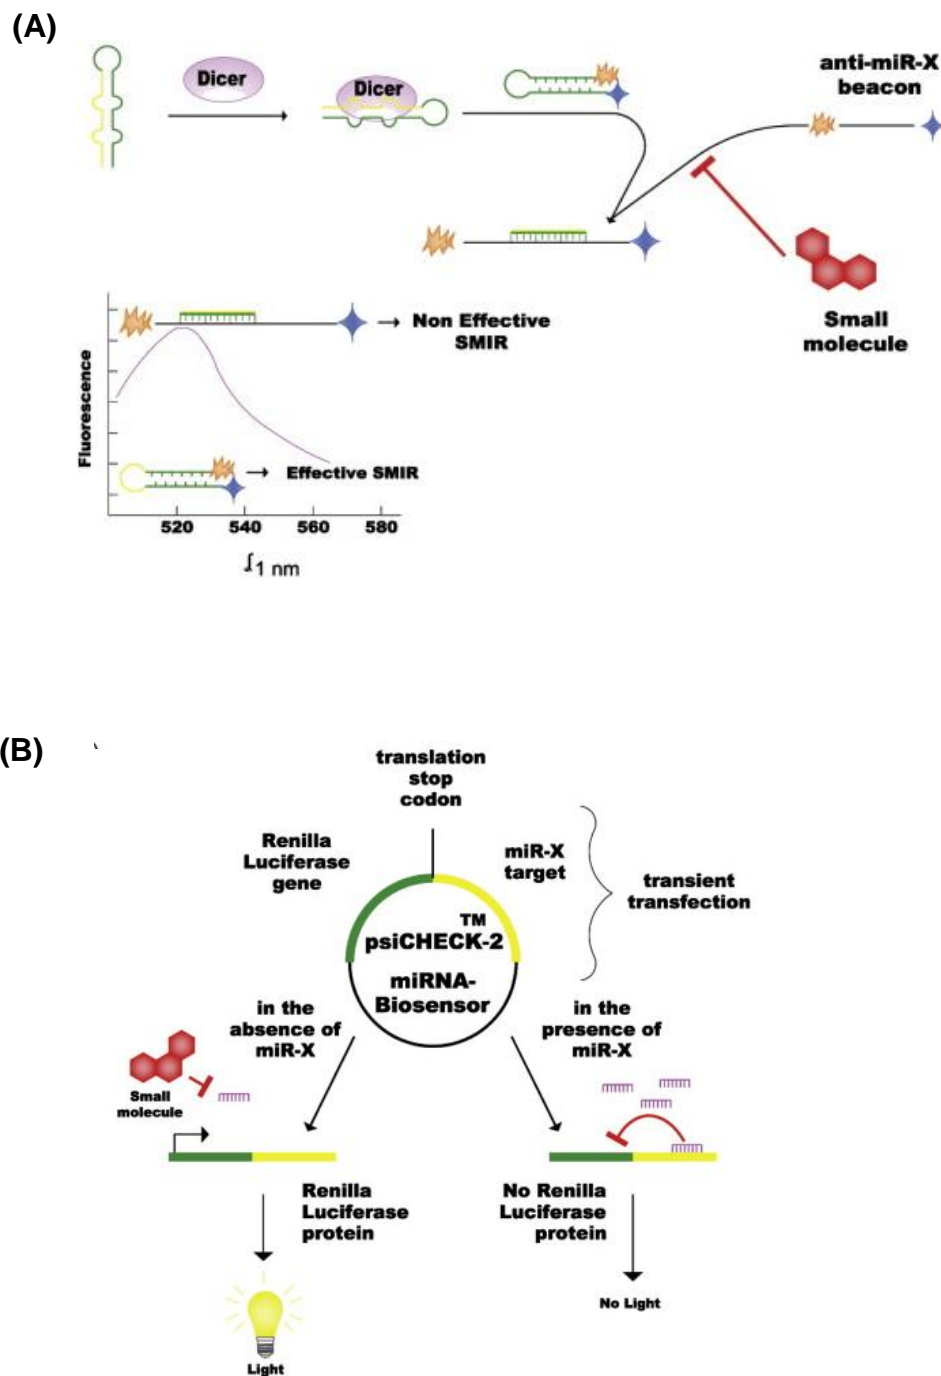 (A)
Dicer
Dicer
anti-miR-X
beacon
Small
molecule
Non Effective
SMIR
Fluorescence
Effective SMIR
520 540 560 580
1 nm
(B)
translation
stop
codon
Renilla
Luciferase
gene
miR-X
target
transient
transfection
TM
psiCHECK-2
miRNA-
Biosensor
in the
absence of
miR-X
in the
presence of
miR-X
Small
molecule
Renilla
Luciferase
protein
No Renilla
Luciferase
protein
Light
No Light